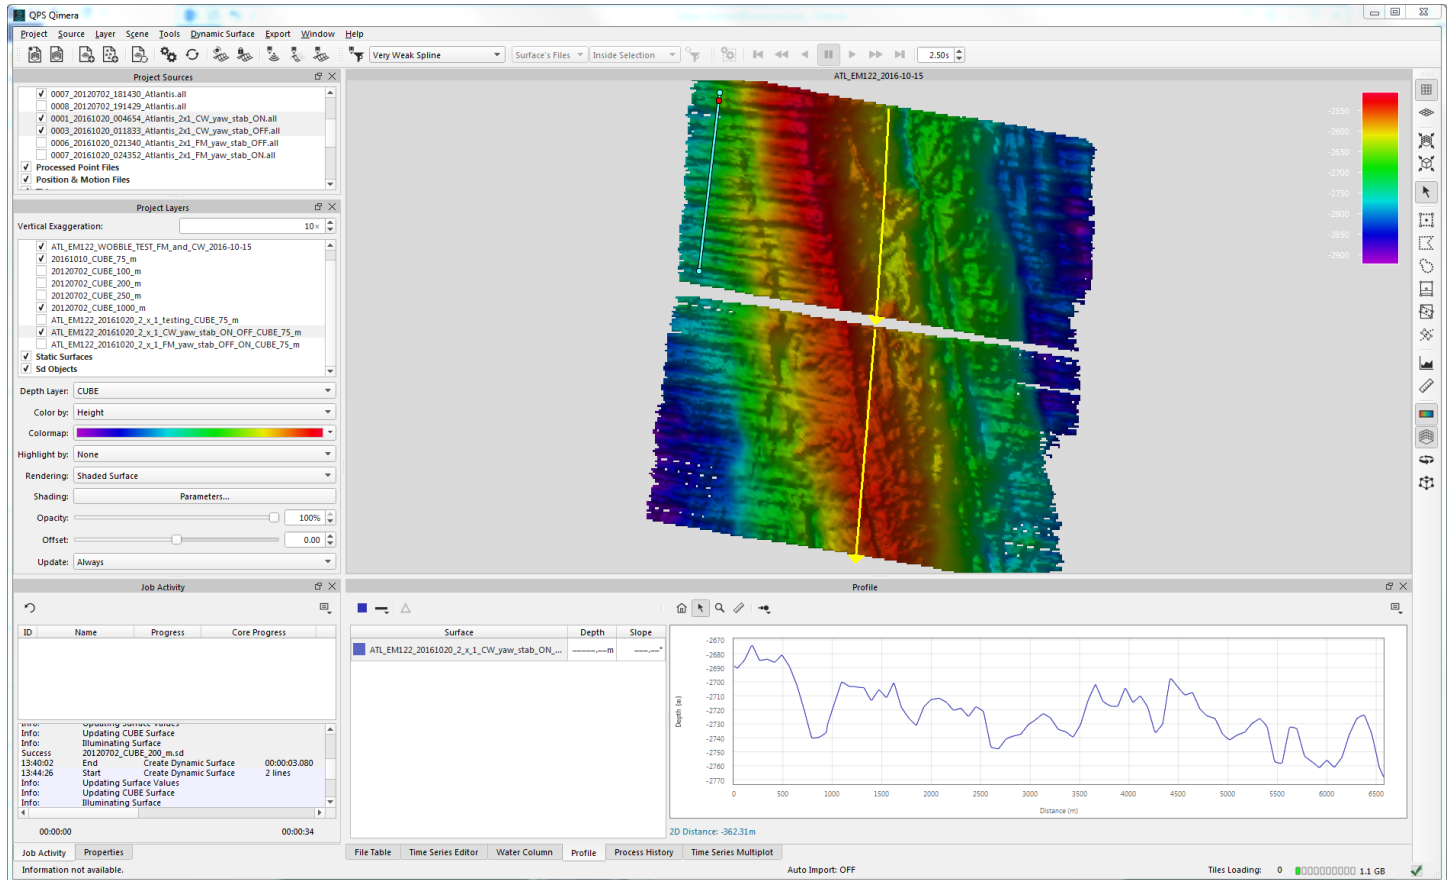 QPS Qimera
Project Source Layer Scene Tools Dynamic Surface Export Window Help
Very Weak Spline Surface's Files Inside Selection 2.50s
Project Sources
0007_20120702_181430_Atlantis.all
0008_20120702_191429_Atlantis.all
0001_20161020_004654_Atlantis_2x1_CW_yaw_stab_ON.all
0003_20161020_011833_Atlantis_2x1_CW_yaw_stab_OFF.all
0006_20161020_021340_Atlantis_2x1_FM_yaw_stab_OFF.all
0007_20161020_024352_Atlantis_2x1_FM_yaw_stab_ON.all
Processed Point Files
Position & Motion Files
Project Layers
Vertical Exaggeration: 10×
ATL_EM122_WOBBLE_TEST_FM_and_CW_2016-10-15
20161010_CUBE_75_m
20120702_CUBE_100_m
20120702_CUBE_200_m
20120702_CUBE_250_m
20120702_CUBE_1000_m
ATL_EM122_20161020_2_x_1_testing_CUBE_75_m
ATL_EM122_20161020_2_x_1_CW_yaw_stab_ON_OFF_CUBE_75_m
ATL_EM122_20161020_2_x_1_FM_yaw_stab_OFF_ON_CUBE_75_m
Static Surfaces
Sd Objects
Depth Layer: CUBE
Color by: Height
Colormap:
Highlight by: None
Rendering: Shaded Surface
Shading: Parameters...
Opacity: 100%
Offset: 0.00
Update: Always
ATL_EM122_2016-10-15
-2550
-2600
-2650
-2700
-2750
-2800
-2850
-2900
Job Activity
ID Name Progress Core Progress
Info: Updating Surface Values
Info: Updating CUBE Surface
Info: Illuminating Surface
Success 20120702_CUBE_200_m.sd
13:40:02 End Create Dynamic Surface 00:00:03.080
13:44:26 Start Create Dynamic Surface 2 lines
Info: Updating Surface Values
Info: Updating CUBE Surface
Info: Illuminating Surface
00:00:00 00:00:34
Job Activity Properties
Information not available.
Profile
Surface Depth Slope
ATL_EM122_20161020_2_x_1_CW_yaw_stab_ON_... -----.--m ---.--°
Depth (m)
-2670
-2680
-2690
-2700
-2710
-2720
-2730
-2740
-2750
-2760
-2770
0 500 1000 1500 2000 2500 3000 3500 4000 4500 5000 5500 6000 6500
Distance (m)
2D Distance: -362.31m
File Table Time Series Editor Water Column Profile Process History Time Series Multiplot
Auto Import: OFF
Tiles Loading: 0 1.1 GB